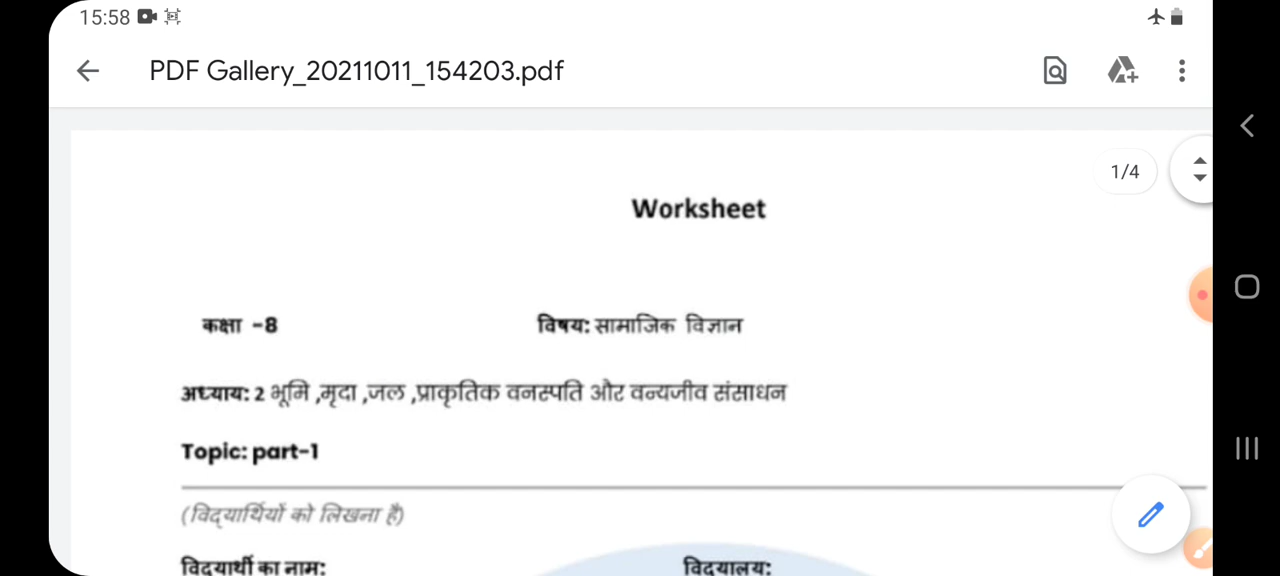 15:58
PDF Gallery_20211011_154203.pdf
1/4
Worksheet
कक्षा -8 विषय: सामाजिक विज्ञान
अध्याय: 2 भूमि ,मृदा ,जल ,प्राकृतिक वनस्पति और वन्यजीव संसाधन
Topic: part-1
(विद्यार्थियों को लिखना है)
विद्यार्थी का नाम: विद्यालय: